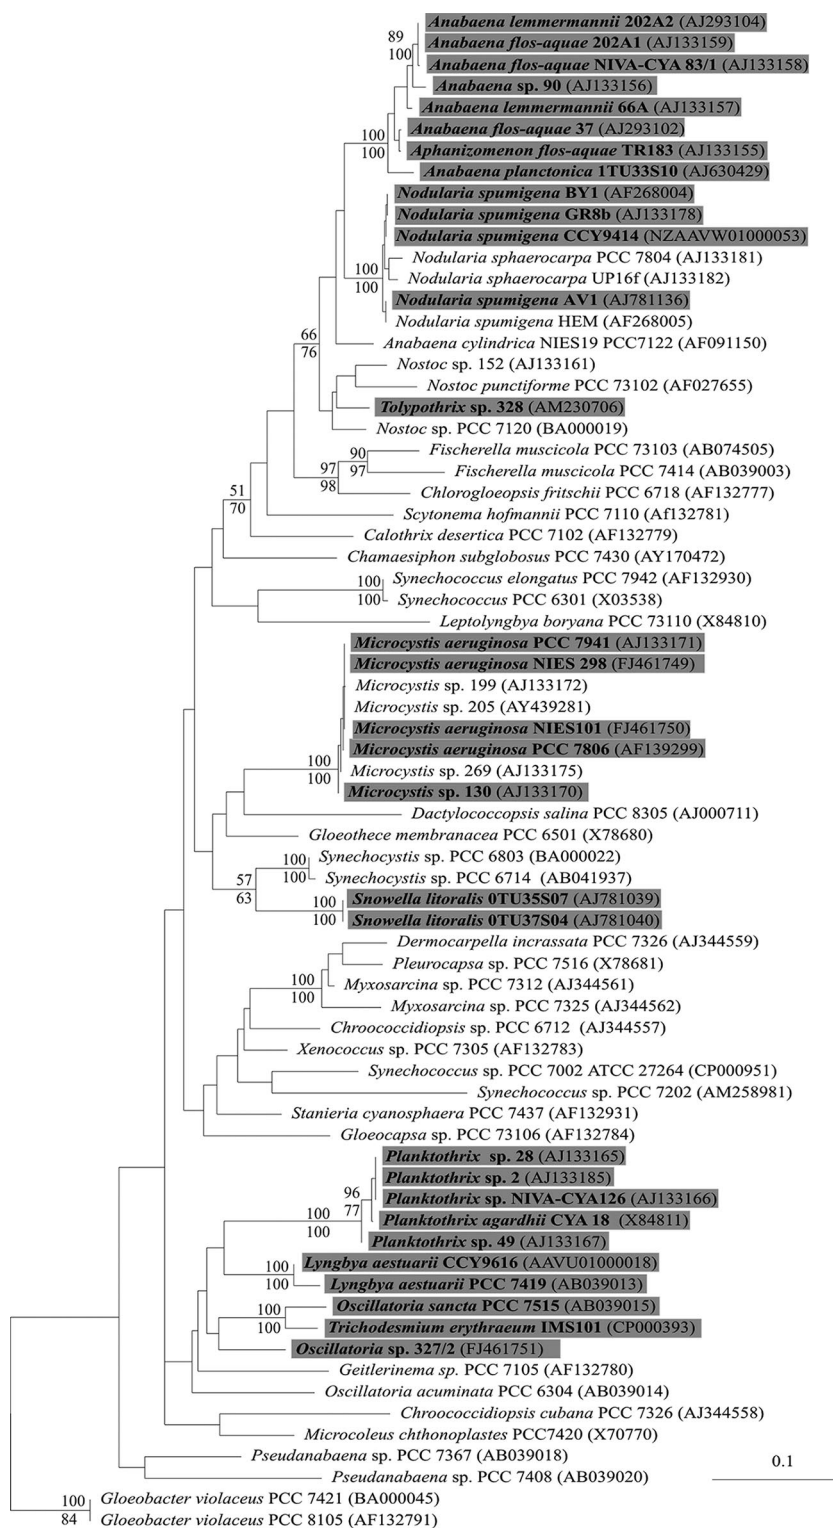 Anabaena lemmermannii 202A2 (AJ293104)
89
Anabaena flos-aquae 202A1 (AJ133159)
100
Anabaena flos-aquae NIVA-CYA 83/1 (AJ133158)
Anabaena sp. 90 (AJ133156)
Anabaena lemmermannii 66A (AJ133157)
Anabaena flos-aquae 37 (AJ293102)
100
Aphanizomenon flos-aquae TR183 (AJ133155)
100
Anabaena planctonica 1TU33S10 (AJ630429)
Nodularia spumigena BY1 (AF268004)
Nodularia spumigena GR8b (AJ133178)
Nodularia spumigena CCY9414 (NZAAVW01000053)
Nodularia sphaerocarpa PCC 7804 (AJ133181)
100
Nodularia sphaerocarpa UP16f (AJ133182)
100
Nodularia spumigena AV1 (AJ781136)
Nodularia spumigena HEM (AF268005)
66
Anabaena cylindrica NIES19 PCC7122 (AF091150)
76
Nostoc sp. 152 (AJ133161)
Nostoc punctiforme PCC 73102 (AF027655)
Tolypothrix sp. 328 (AM230706)
Nostoc sp. PCC 7120 (BA000019)
90
Fischerella muscicola PCC 73103 (AB074505)
97
97
Fischerella muscicola PCC 7414 (AB039003)
98
Chlorogloeopsis fritschii PCC 6718 (AF132777)
51
70
Scytonema hofmannii PCC 7110 (Af132781)
Calothrix desertica PCC 7102 (AF132779)
Chamaesiphon subglobosus PCC 7430 (AY170472)
100
Synechococcus elongatus PCC 7942 (AF132930)
100
Synechococcus PCC 6301 (X03538)
Leptolyngbya boryana PCC 73110 (X84810)
Microcystis aeruginosa PCC 7941 (AJ133171)
Microcystis aeruginosa NIES 298 (FJ461749)
Microcystis sp. 199 (AJ133172)
Microcystis sp. 205 (AY439281)
Microcystis aeruginosa NIES101 (FJ461750)
Microcystis aeruginosa PCC 7806 (AF139299)
100
100
Microcystis sp. 269 (AJ133175)
Microcystis sp. 130 (AJ133170)
Dactylococcopsis salina PCC 8305 (AJ000711)
Gloeothece membranacea PCC 6501 (X78680)
100
Synechocystis sp. PCC 6803 (BA000022)
100
Synechocystis sp. PCC 6714 (AB041937)
57
63
100
Snowella litoralis 0TU35S07 (AJ781039)
100
Snowella litoralis 0TU37S04 (AJ781040)
Dermocarpella incrassata PCC 7326 (AJ344559)
Pleurocapsa sp. PCC 7516 (X78681)
100
Myxosarcina sp. PCC 7312 (AJ344561)
100
Myxosarcina sp. PCC 7325 (AJ344562)
Chroococcidiopsis sp. PCC 6712 (AJ344557)
Xenococcus sp. PCC 7305 (AF132783)
Synechococcus sp. PCC 7002 ATCC 27264 (CP000951)
Synechococcus sp. PCC 7202 (AM258981)
Stanieria cyanosphaera PCC 7437 (AF132931)
Gloeocapsa sp. PCC 73106 (AF132784)
Planktothrix sp. 28 (AJ133165)
Planktothrix sp. 2 (AJ133185)
96
Planktothrix sp. NIVA-CYA126 (AJ133166)
77
100
Planktothrix agardhii CYA 18 (X84811)
100
Planktothrix sp. 49 (AJ133167)
100
Lyngbya aestuarii CCY9616 (AAVU01000018)
100
Lyngbya aestuarii PCC 7419 (AB039013)
100
Oscillatoria sancta PCC 7515 (AB039015)
100
Trichodesmium erythraeum IMS101 (CP000393)
Oscillatoria sp. 327/2 (FJ461751)
Geitlerinema sp. PCC 7105 (AF132780)
Oscillatoria acuminata PCC 6304 (AB039014)
Chroococcidiopsis cubana PCC 7326 (AJ344558)
Microcoleus chthonoplastes PCC7420 (X70770)
Pseudanabaena sp. PCC 7367 (AB039018)
0.1
Pseudanabaena sp. PCC 7408 (AB039020)
100
Gloeobacter violaceus PCC 7421 (BA000045)
84
Gloeobacter violaceus PCC 8105 (AF132791)